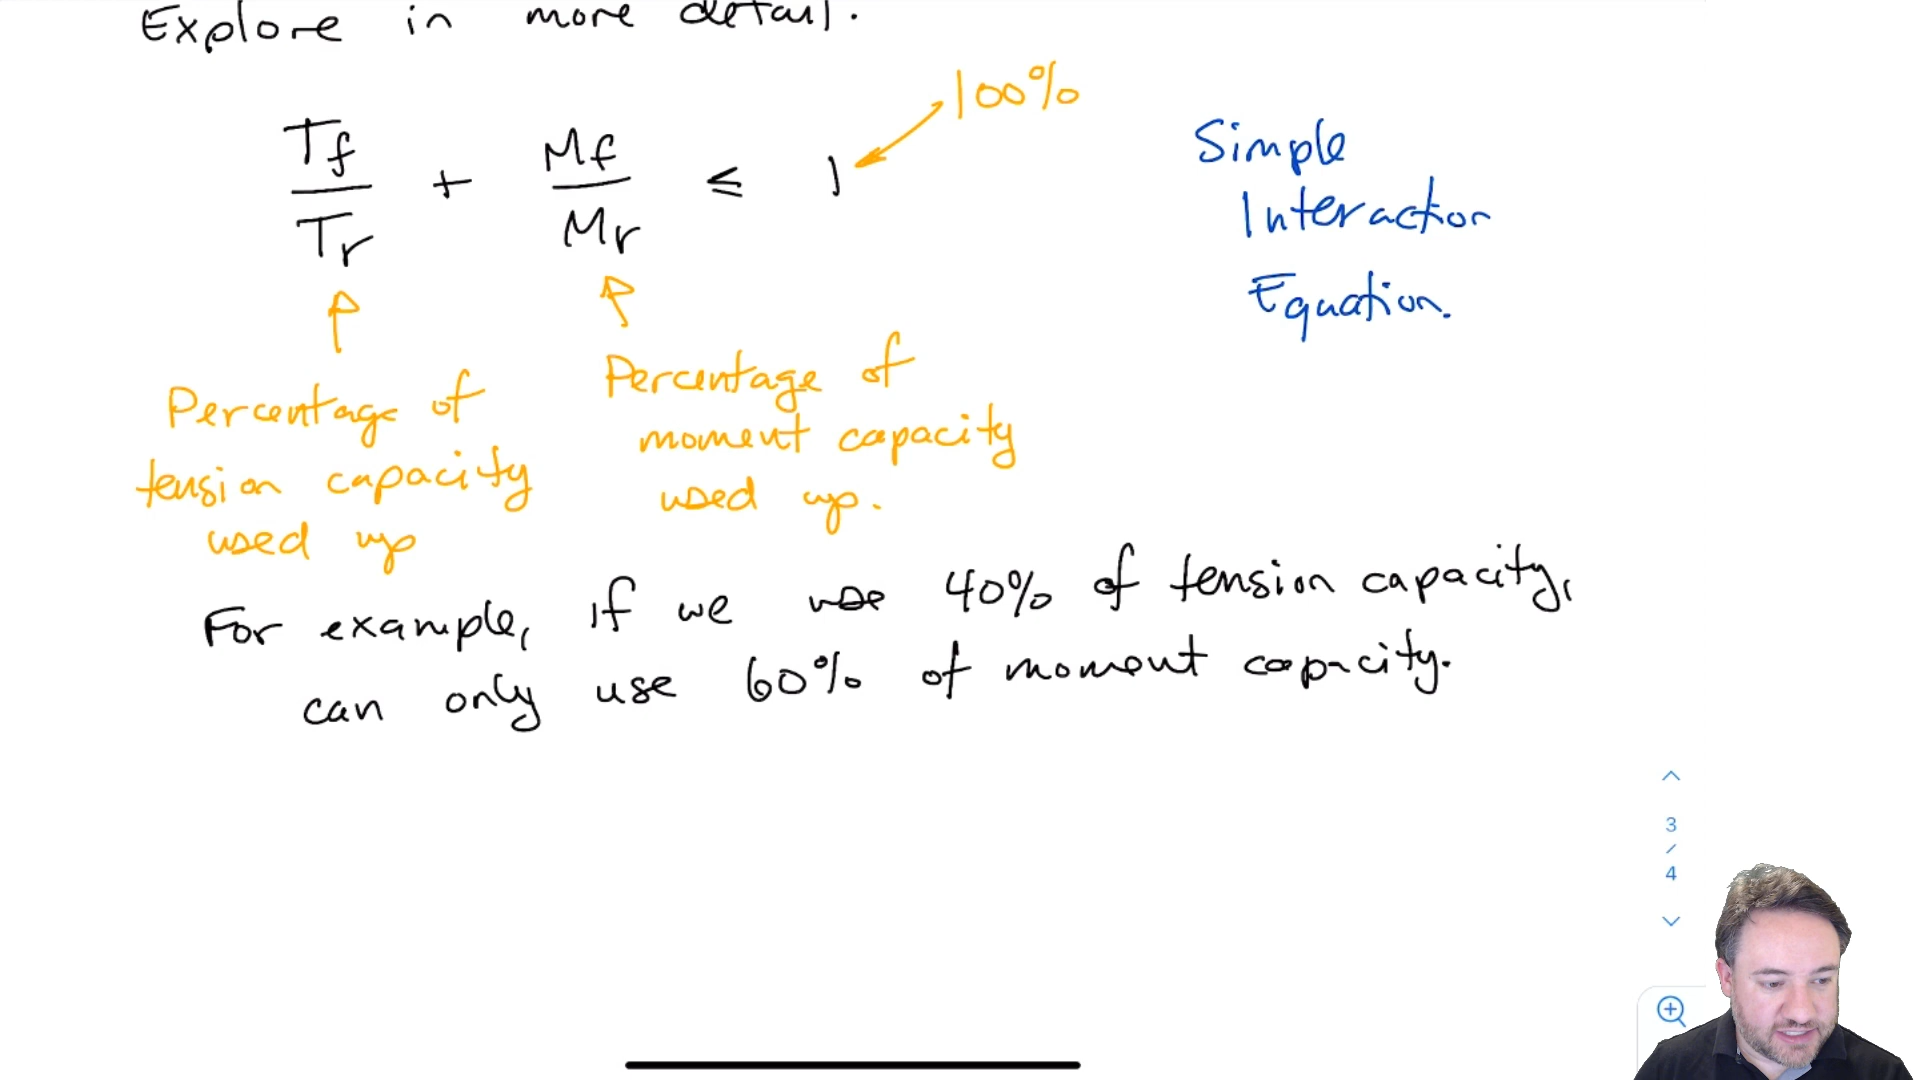 Explore in more detail.
Tf / Tr + Mf / Mr ≤ 1
100%
Simple
Interaction
Equation.
Percentage of
tension capacity
used up
Percentage of
moment capacity
used up.
For example, if we use 40% of tension capacity,
can only use 60% of moment capacity.
3
/
4